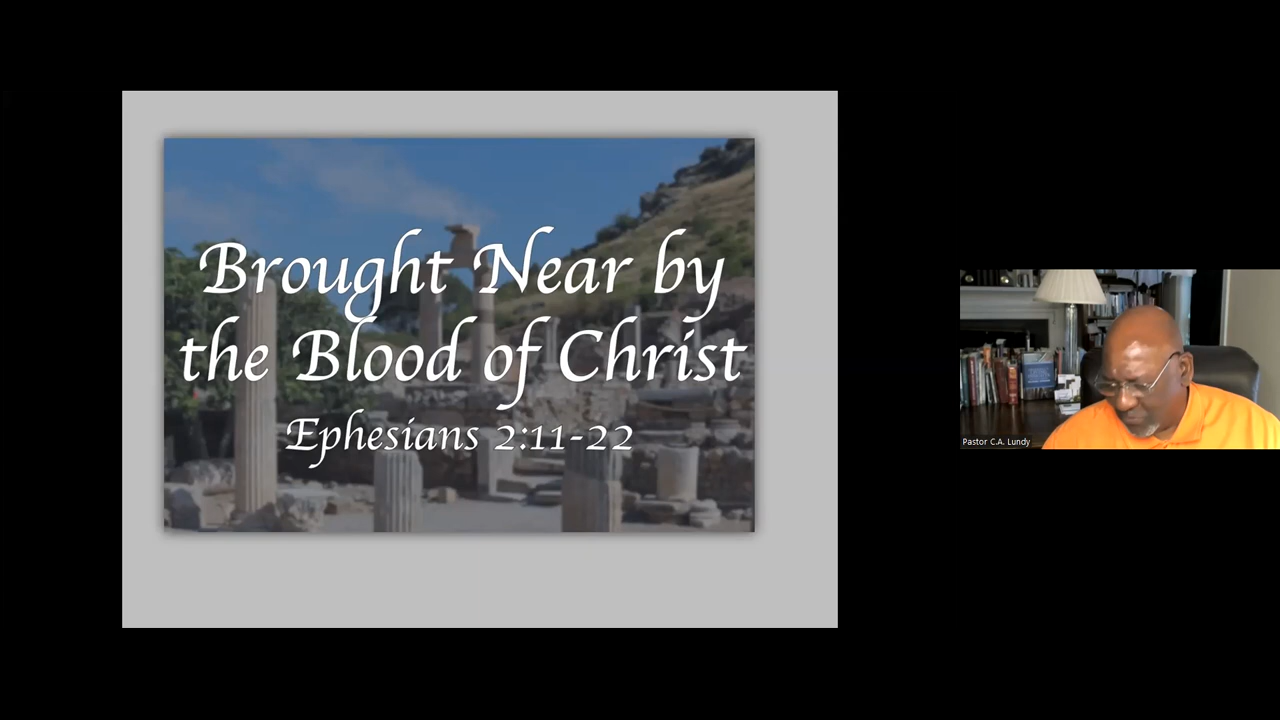 Brought Near by
the Blood of Christ
Ephesians 2:11-22
Pastor C.A. Lundy